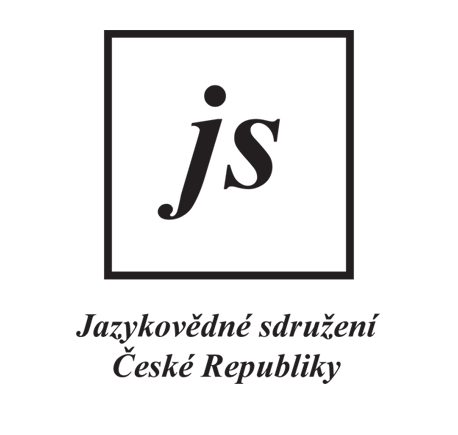 js
Jazykovědné sdružení
České Republiky